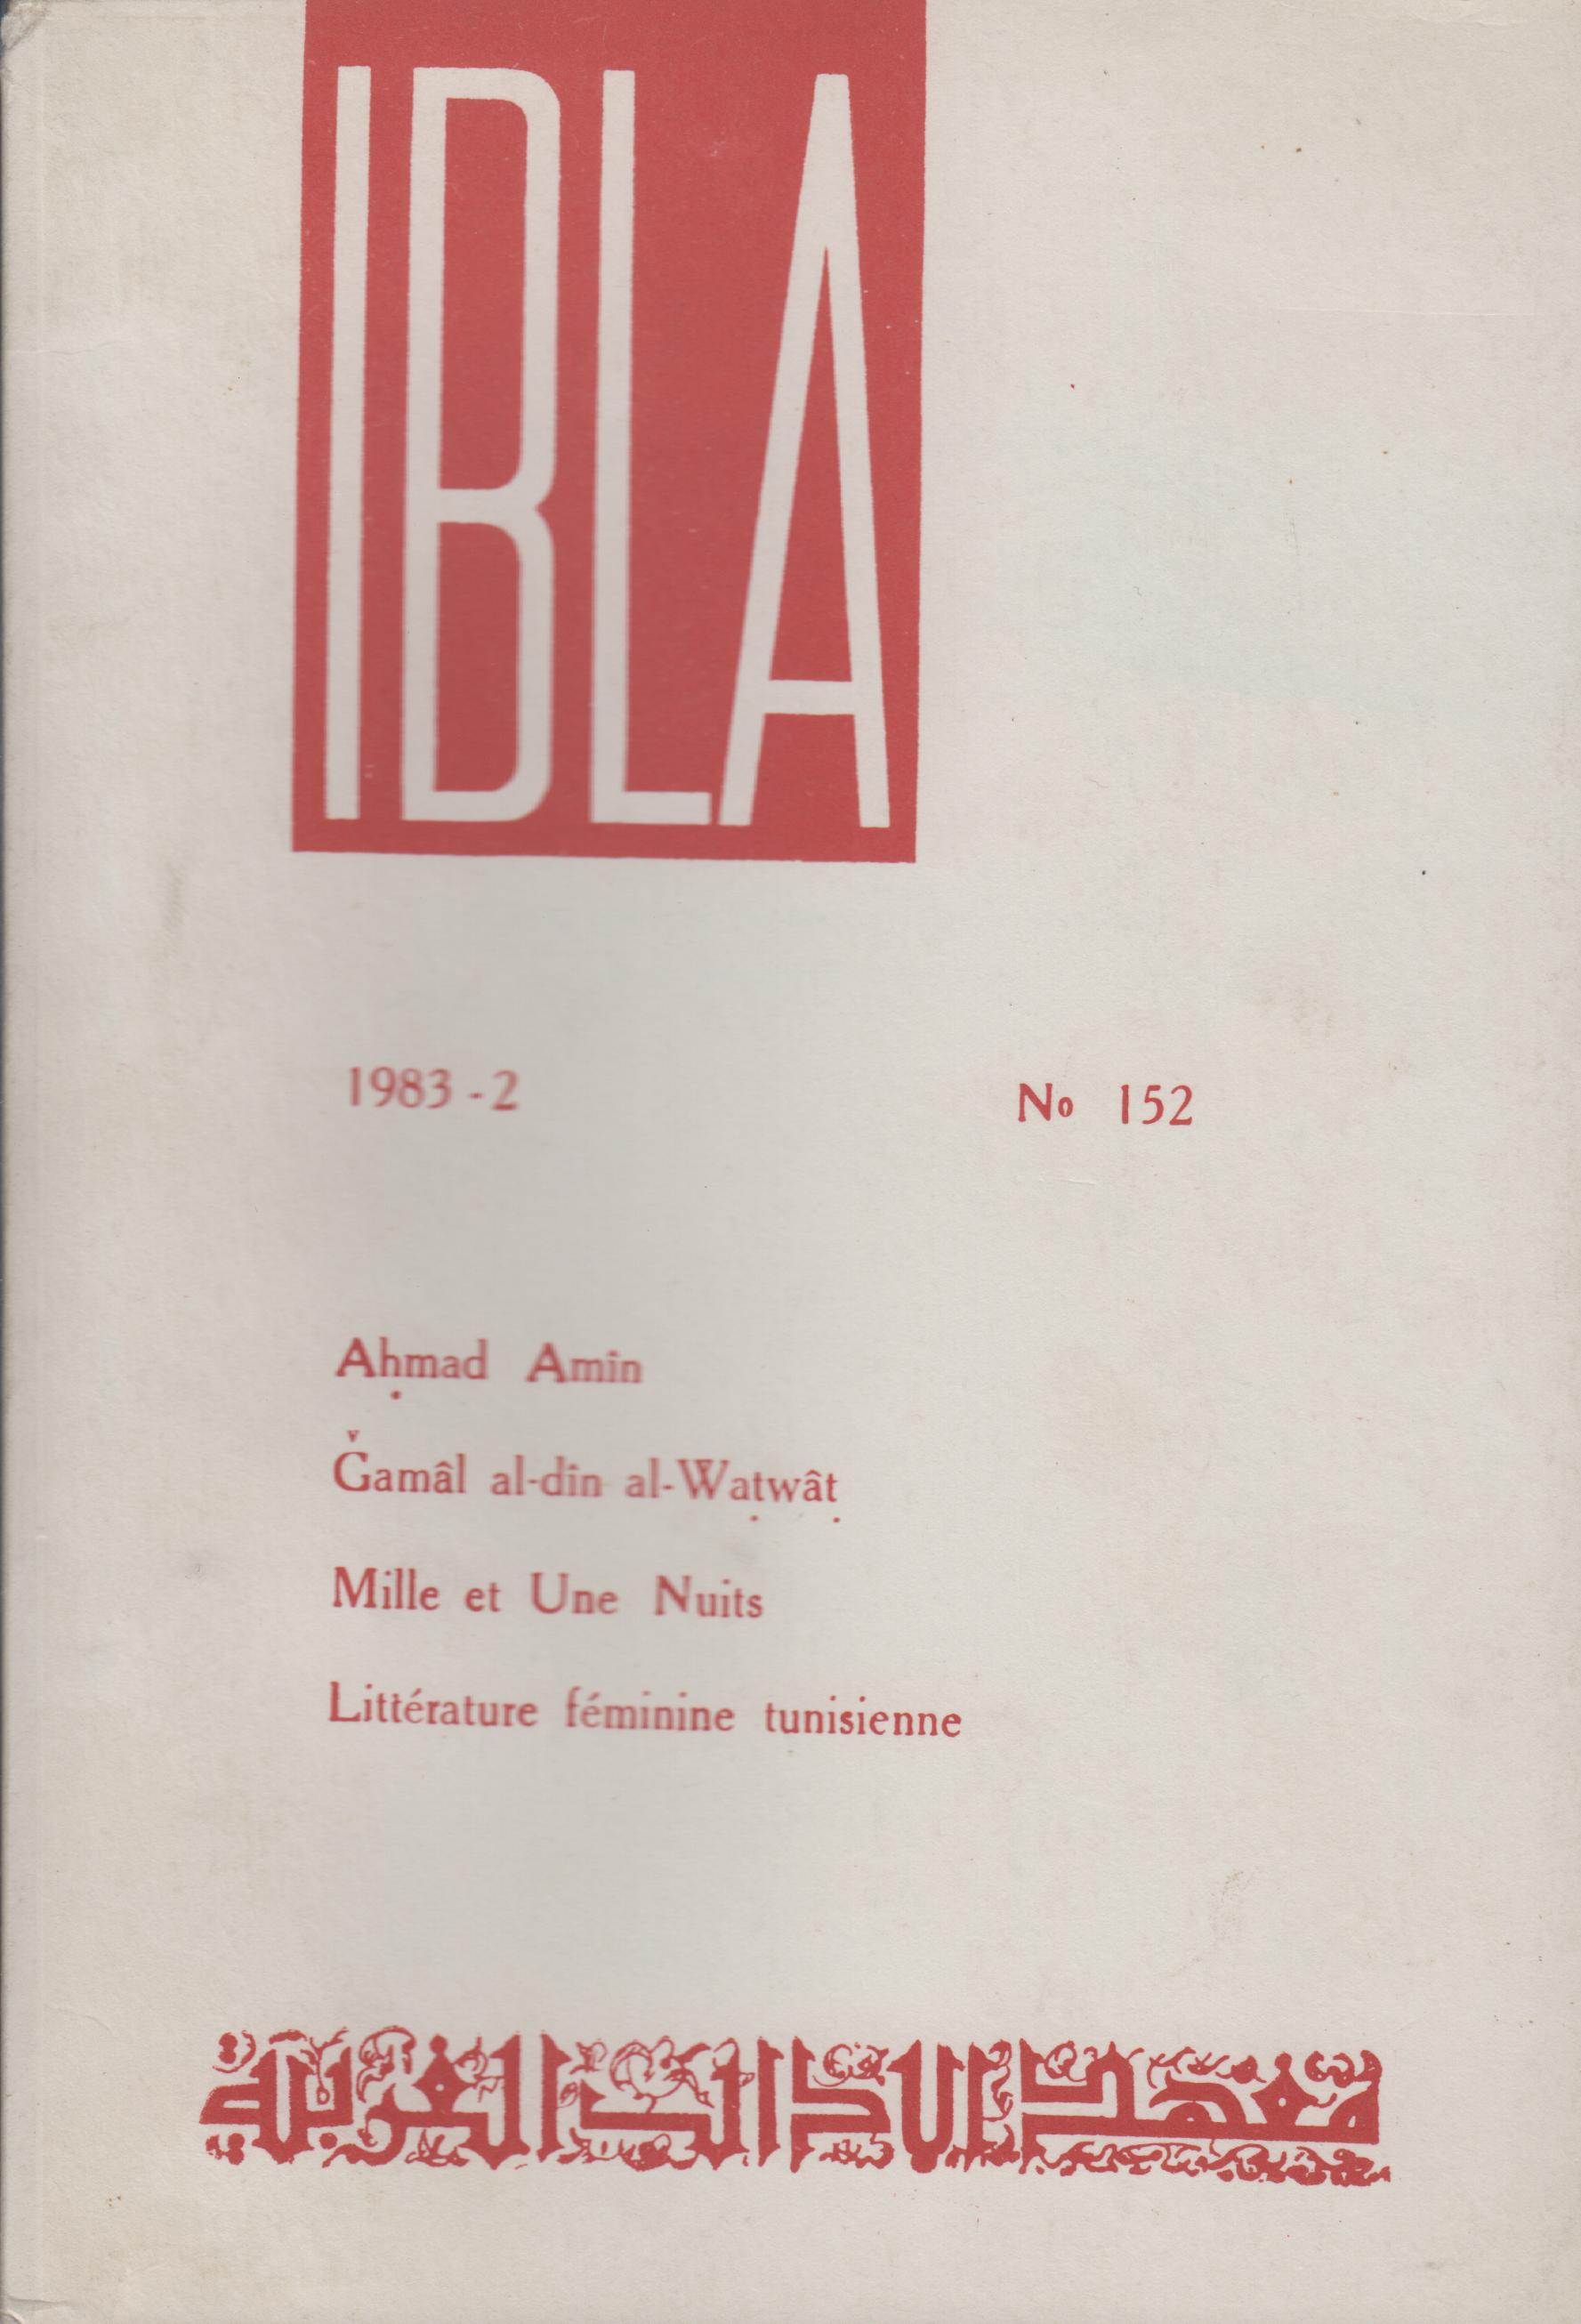 IBLA
1983 - 2
No 152
Aḥmad Amîn
Ǧamâl al-dîn al-Waṭwâṭ
Mille et Une Nuits
Littérature féminine tunisienne
معهد الآداب العربية